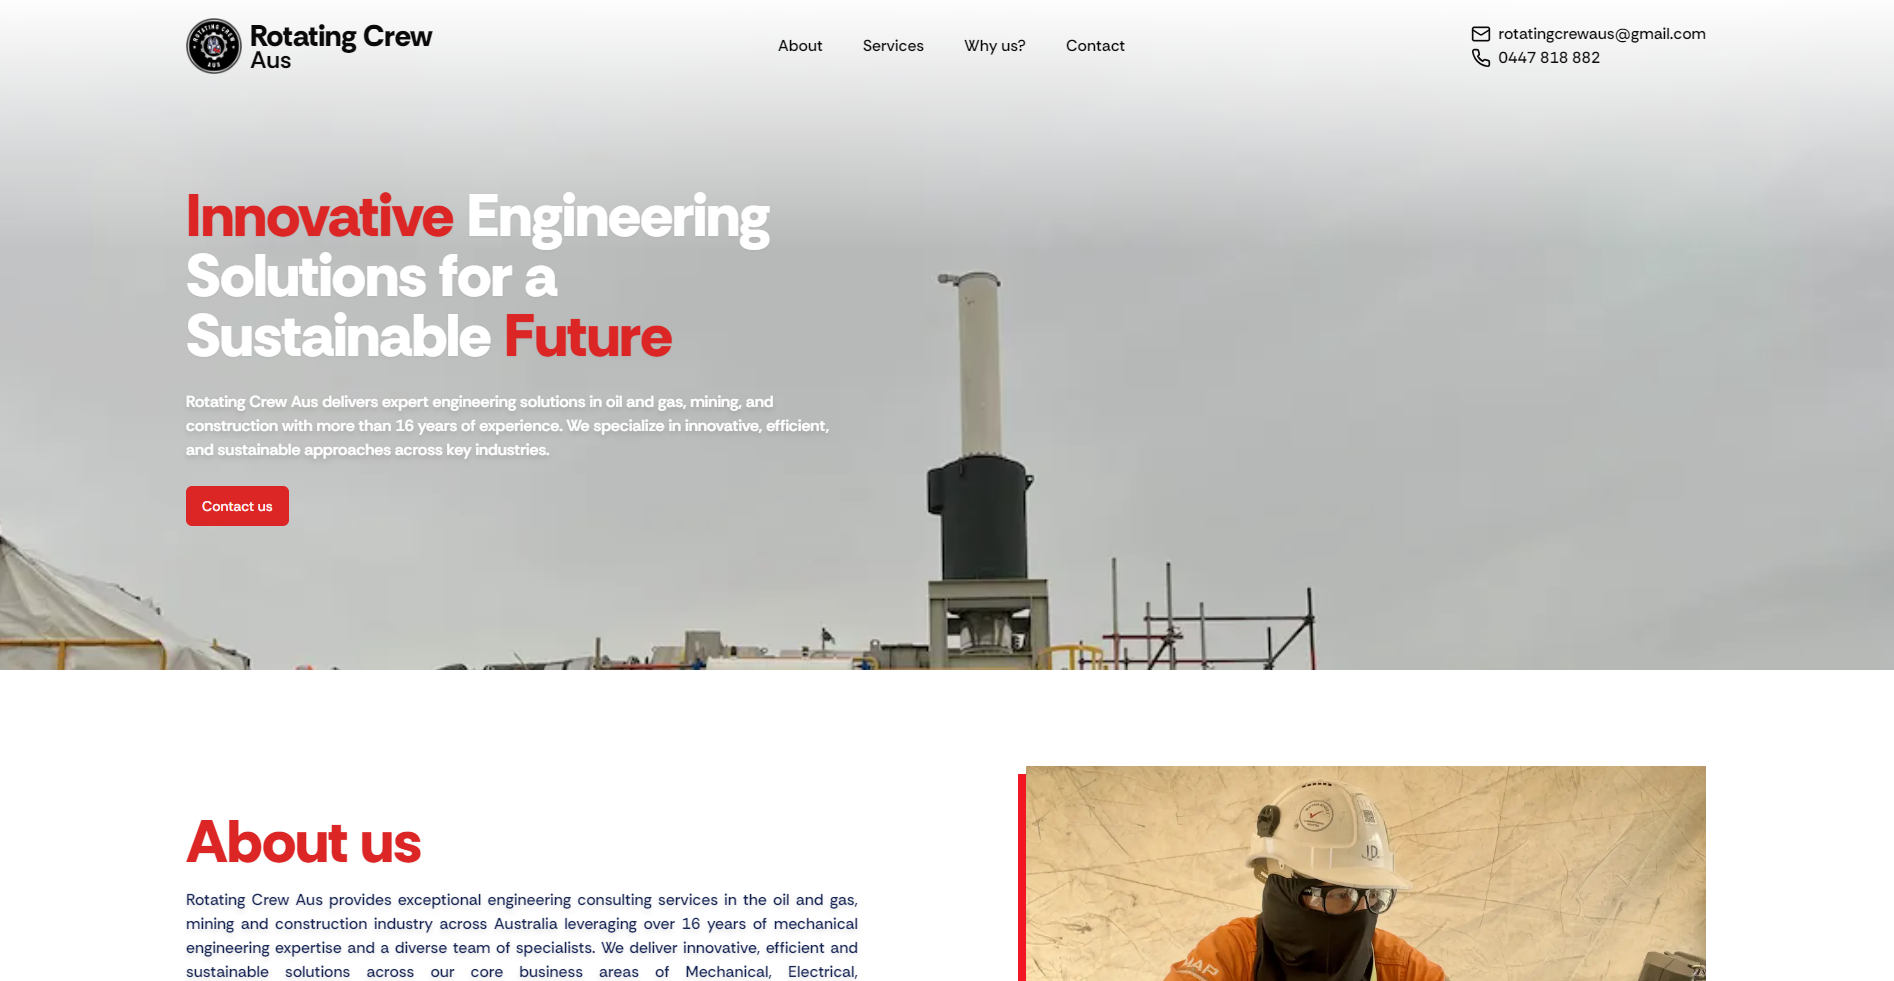 ROTATING CREW
AUS
Rotating Crew
Aus
About
Services
Why us?
Contact
rotatingcrewaus@gmail.com
0447 818 882
Innovative Engineering
Solutions for a
Sustainable Future
Rotating Crew Aus delivers expert engineering solutions in oil and gas, mining, and
construction with more than 16 years of experience. We specialize in innovative, efficient,
and sustainable approaches across key industries.
Contact us
About us
Rotating Crew Aus provides exceptional engineering consulting services in the oil and gas,
mining and construction industry across Australia leveraging over 16 years of mechanical
engineering expertise and a diverse team of specialists. We deliver innovative, efficient and
sustainable solutions across our core business areas of Mechanical, Electrical,
J.D.